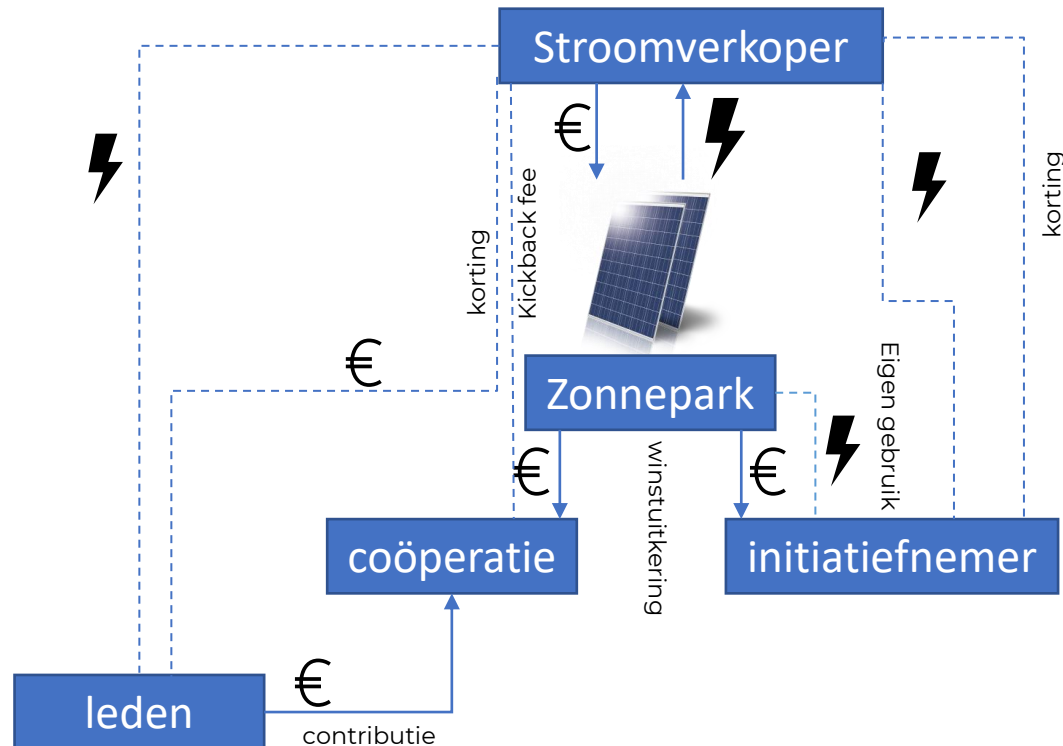 Stroomverkoper
€
korting
Kickback fee
korting
€
Zonnepark
Eigen gebruik
€
winstuitkering
€
coöperatie
initiatiefnemer
€
leden
contributie